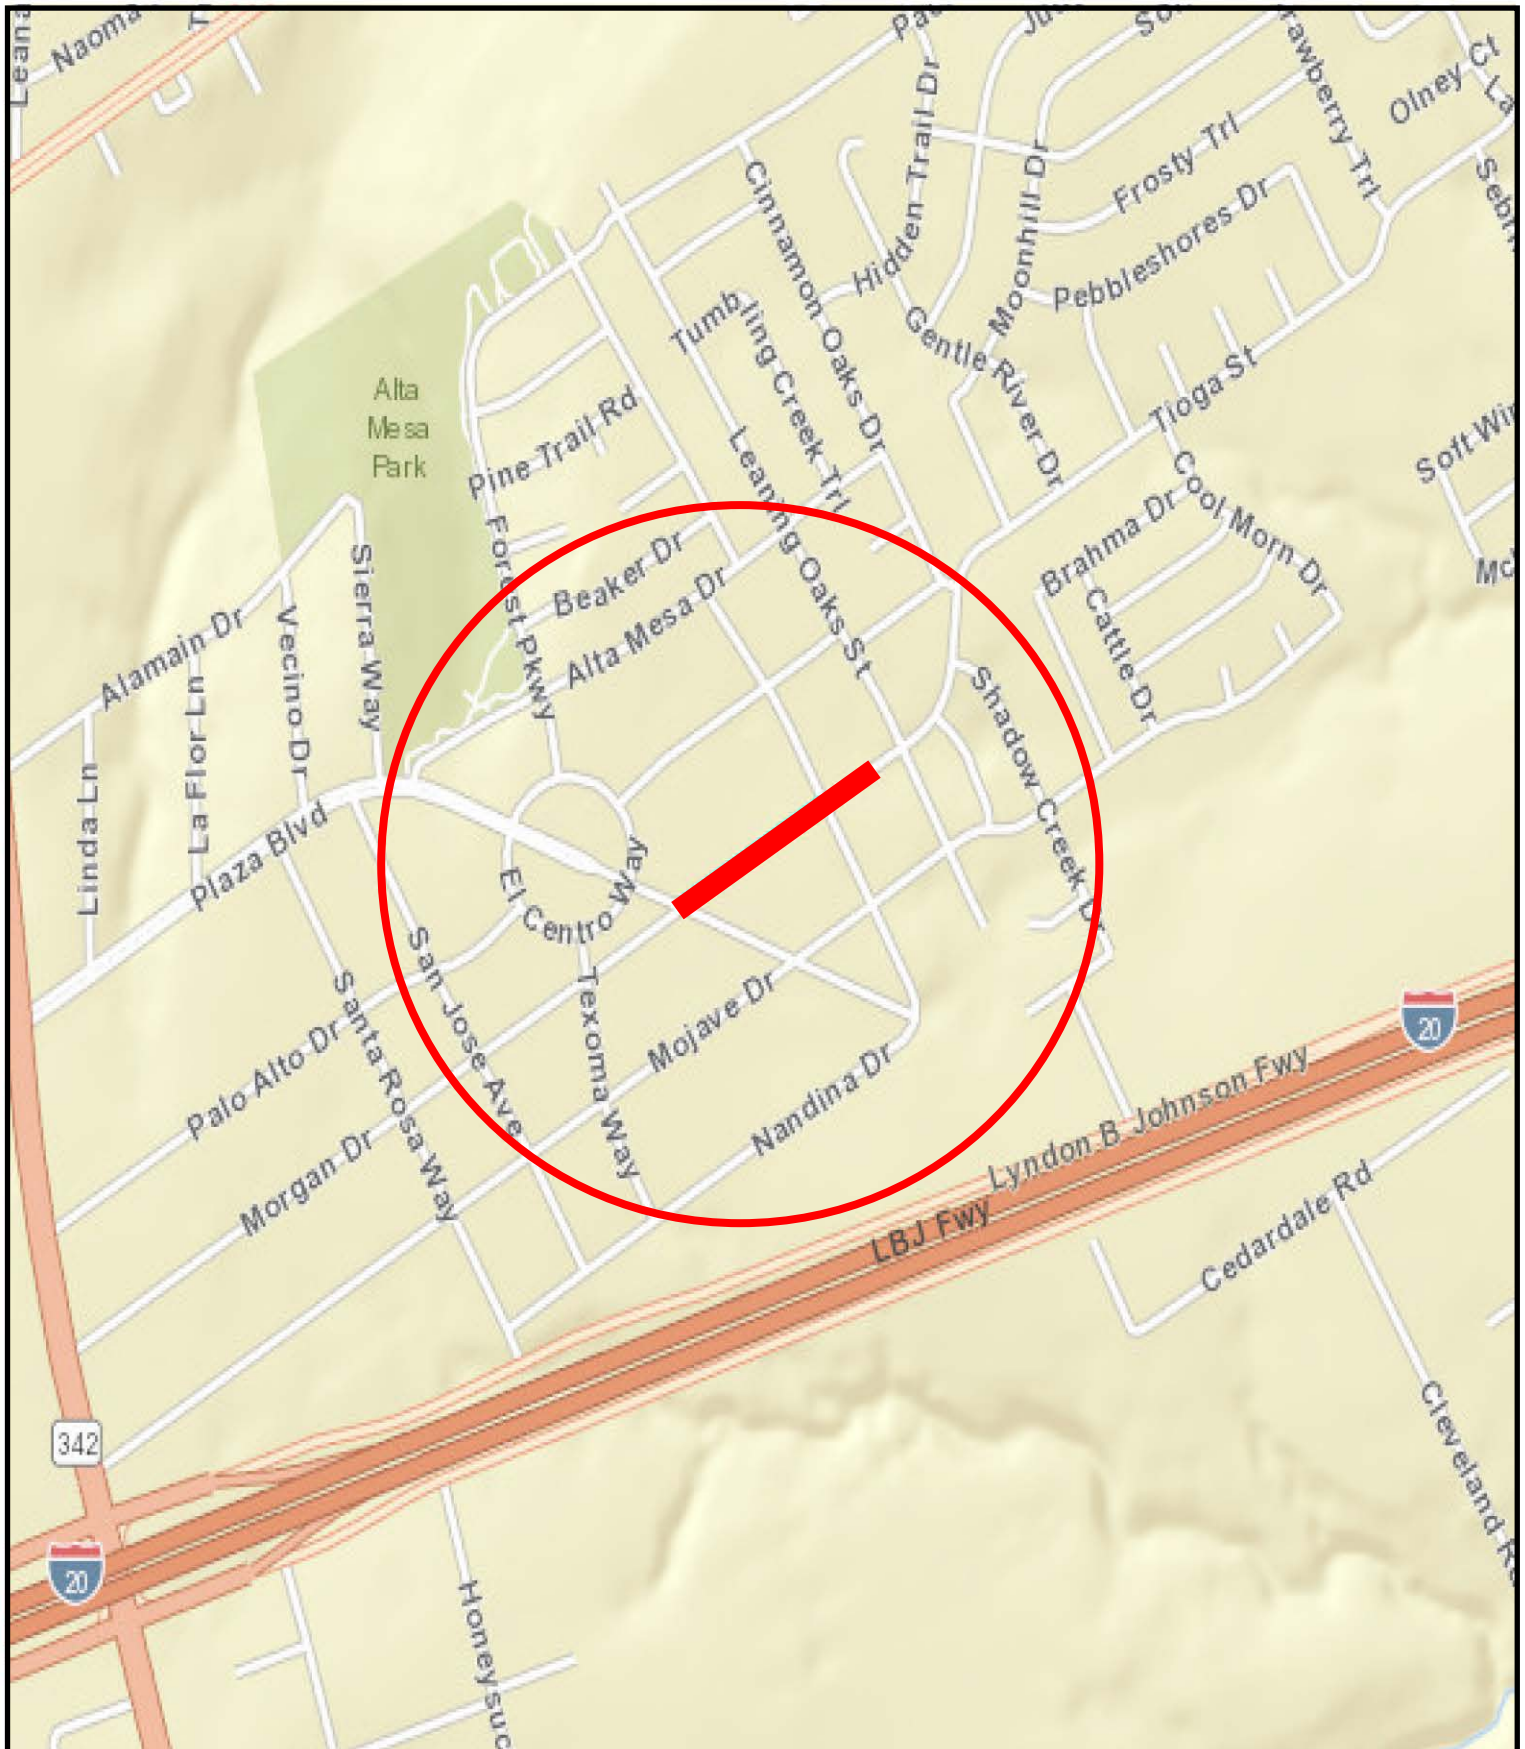 Naoma
Leana
Hidden Trail Dr
Olney Ct
Frosty Trl
Pebbleshores Dr
Moonhill Dr
Cinnamon Oaks Dr
Tumbling Creek Trl
Gentle River Dr
Alta
Mesa
Park
Pine Trail Rd
Tioga St
Leaning Oaks St
Cool Morn Dr
Brahma Dr
Cattle Dr
Forest Pkwy
Beaker Dr
Alta Mesa Dr
Sierra Way
Vecino Dr
Alamain Dr
La Flor Ln
Linda Ln
Plaza Blvd
Shadow Creek Dr
El Centro Way
San Jose Ave
Santa Rosa Way
Texoma Way
Mojave Dr
Palo Alto Dr
Morgan Dr
Nandina Dr
20
Lyndon B Johnson Fwy
LBJ Fwy
Cedardale Rd
342
20
Honeysuc